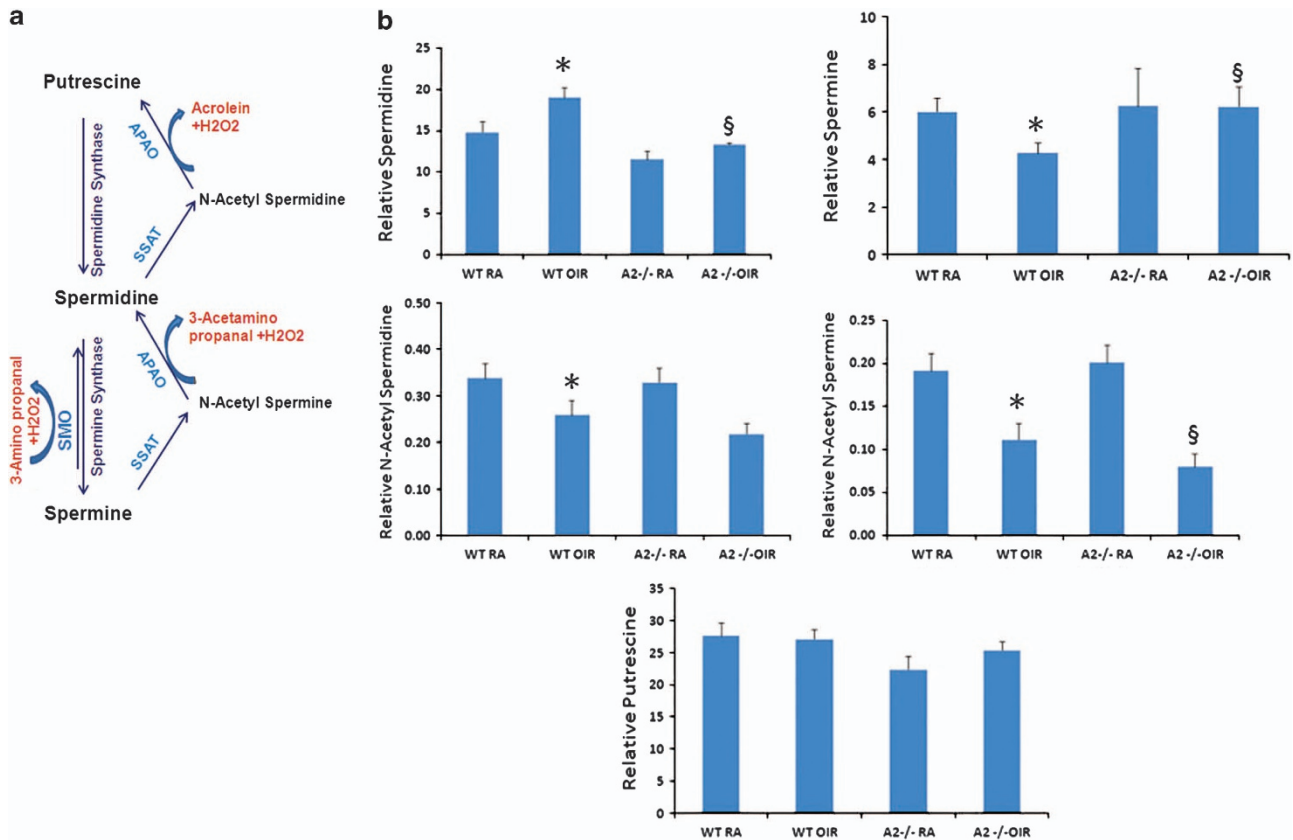 a
Putrescine
Acrolein
+H2O2
APAO
Spermidine Synthase
N-Acetyl Spermidine
SSAT
Spermidine
3-Acetamino
propanal +H2O2
APAO
3-Amino propanal
+H2O2
SMO
Spermine Synthase
N-Acetyl Spermine
SSAT
Spermine
b
Relative Spermidine
25
20
15
10
5
0
*
§
WT RA WT OIR A2-/- RA A2 -/-OIR
Relative Spermine
10
8
6
4
2
0
*
§
WT RA WT OIR A2-/- RA A2 -/-OIR
Relative N-Acetyl Spermidine
0.50
0.40
0.30
0.20
0.10
0.00
*
WT RA WT OIR A2-/- RA A2 -/-OIR
Relative N-Acetyl Spermine
0.25
0.20
0.15
0.10
0.05
0.00
*
§
WT RA WT OIR A2-/- RA A2 -/-OIR
Relative Putrescine
35
30
25
20
15
10
5
0
WT RA WT OIR A2-/- RA A2 -/-OIR